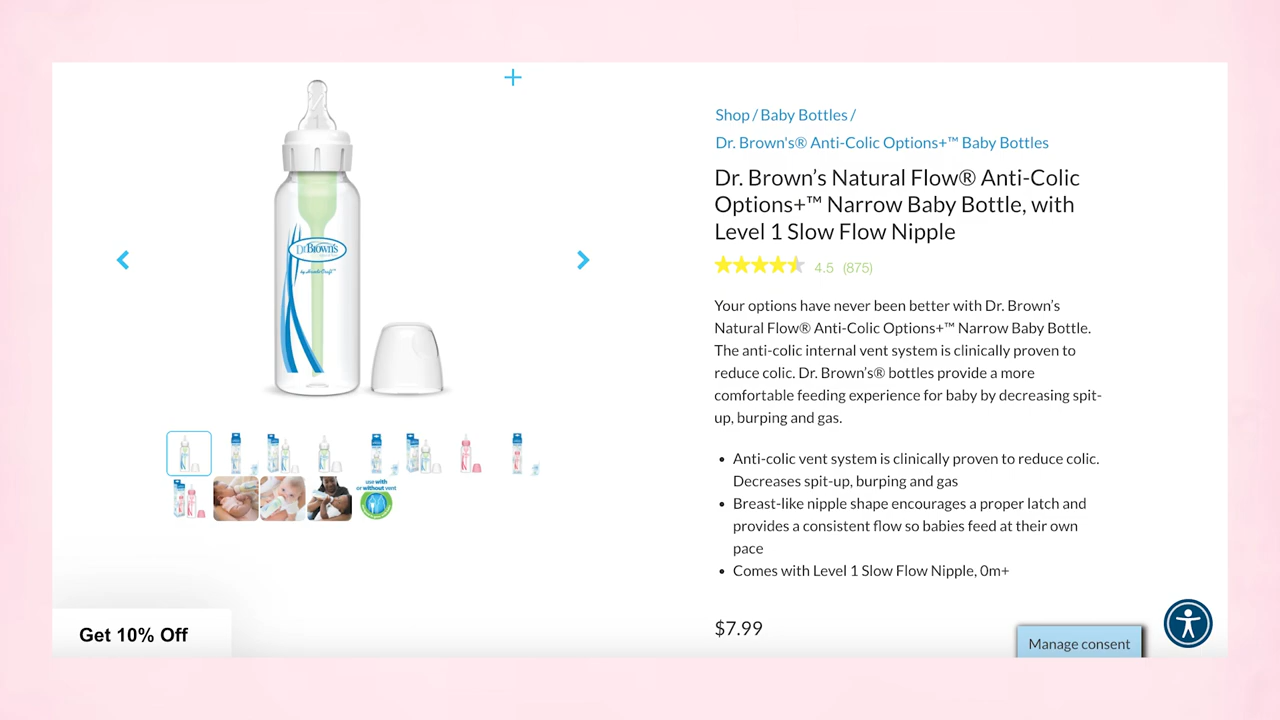 Shop / Baby Bottles /
Dr. Brown's® Anti-Colic Options+™ Baby Bottles
Dr. Brown’s Natural Flow® Anti-Colic
Options+™ Narrow Baby Bottle, with
Level 1 Slow Flow Nipple
4.5 (875)
Your options have never been better with Dr. Brown’s
Natural Flow® Anti-Colic Options+™ Narrow Baby Bottle.
The anti-colic internal vent system is clinically proven to
reduce colic. Dr. Brown’s® bottles provide a more
comfortable feeding experience for baby by decreasing spit-
up, burping and gas.
• Anti-colic vent system is clinically proven to reduce colic.
Decreases spit-up, burping and gas
• Breast-like nipple shape encourages a proper latch and
provides a consistent flow so babies feed at their own
pace
• Comes with Level 1 Slow Flow Nipple, 0m+
$7.99
Manage consent
Dr Brown's
use with
or without vent
Get 10% Off